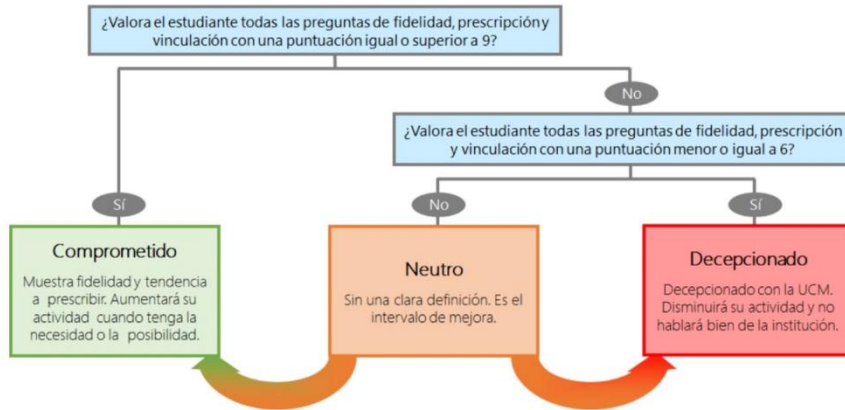 ¿Valora el estudiante todas las preguntas de fidelidad, prescripción y
vinculación con una puntuación igual o superior a 9?
No
¿Valora el estudiante todas las preguntas de fidelidad, prescripción
y vinculación con una puntuación menor o igual a 6?
Sí
No
Sí
Comprometido
Muestra fidelidad y tendencia
a prescribir. Aumentará su
actividad cuando tenga la
necesidad o la posibilidad.
Neutro
Sin una clara definición. Es el
intervalo de mejora.
Decepcionado
Decepcionado con la UCM.
Disminuirá su actividad y no
hablará bien de la institución.